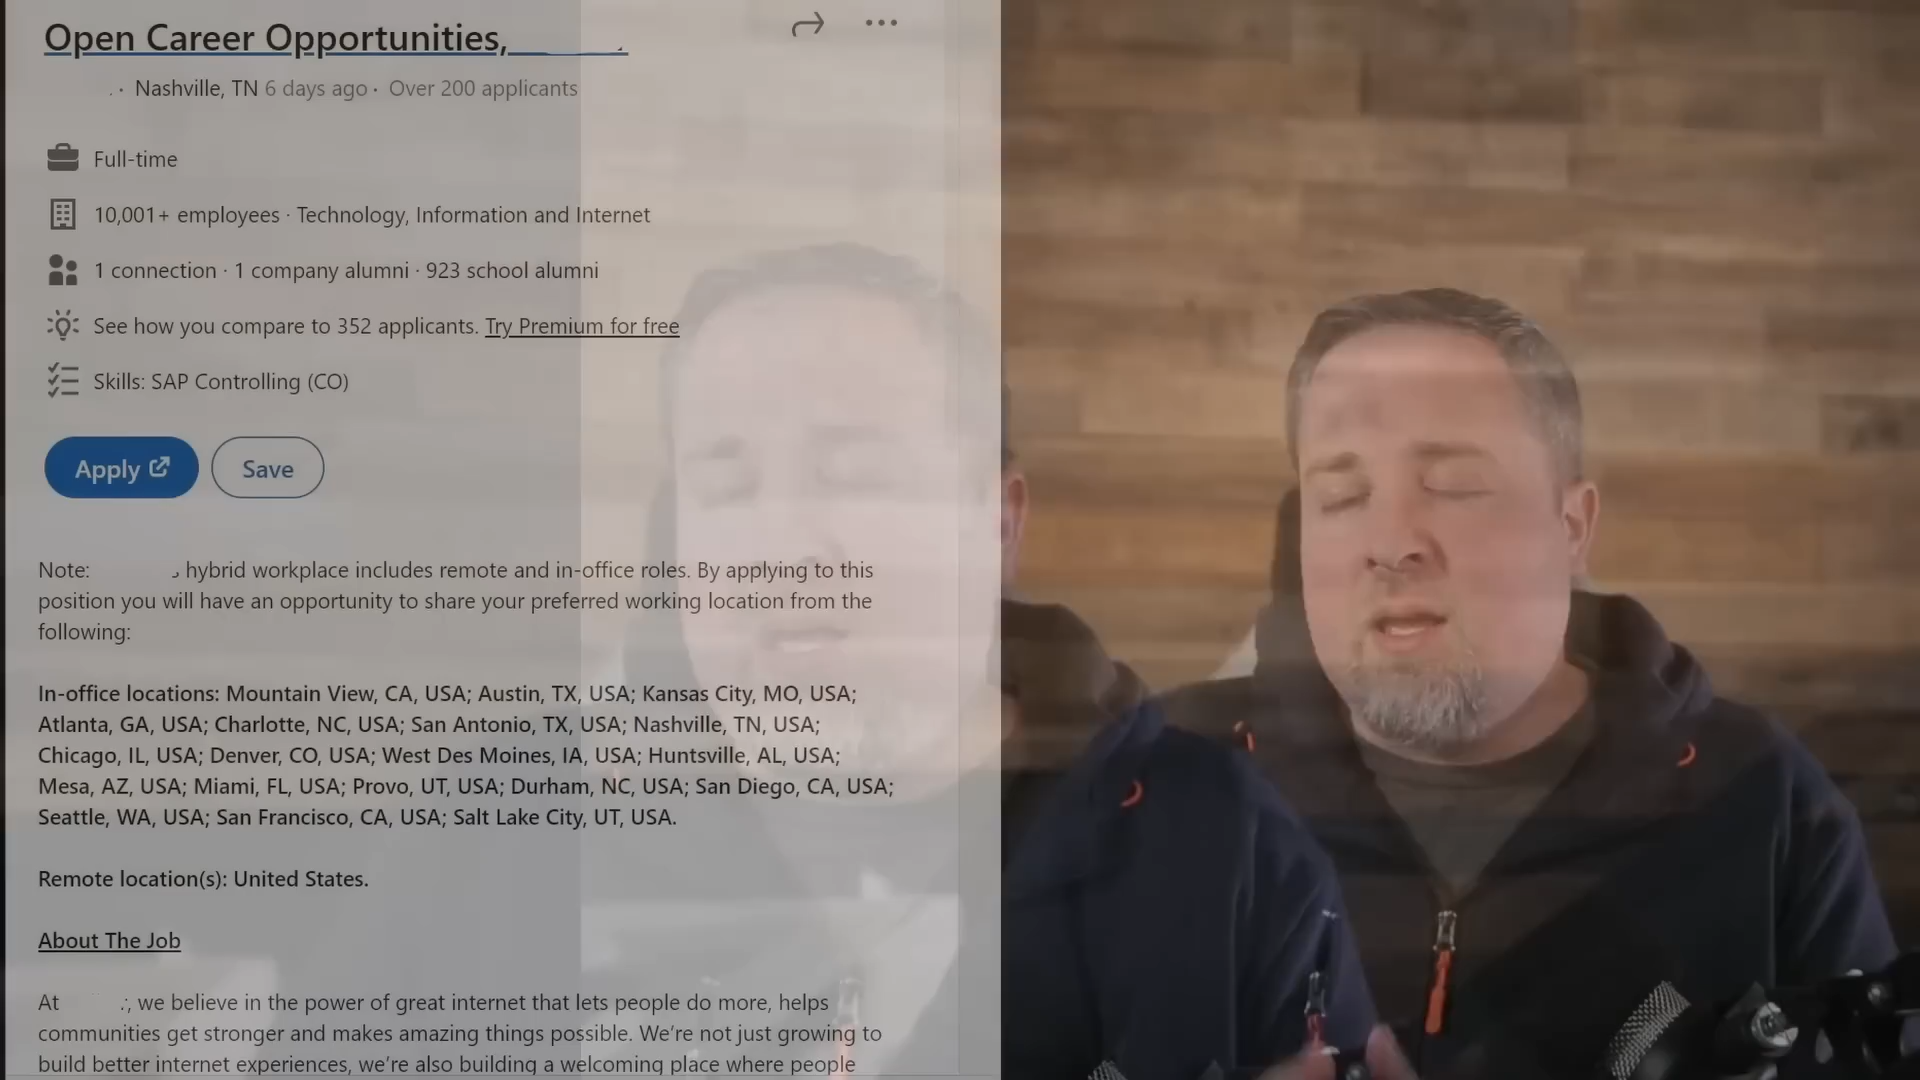 Open Career Opportunities,
· Nashville, TN 6 days ago · Over 200 applicants
Full-time
10,001+ employees · Technology, Information and Internet
1 connection · 1 company alumni · 923 school alumni
See how you compare to 352 applicants. Try Premium for free
Skills: SAP Controlling (CO)
Apply
Save
Note: hybrid workplace includes remote and in-office roles. By applying to this
position you will have an opportunity to share your preferred working location from the
following:
In-office locations: Mountain View, CA, USA; Austin, TX, USA; Kansas City, MO, USA;
Atlanta, GA, USA; Charlotte, NC, USA; San Antonio, TX, USA; Nashville, TN, USA;
Chicago, IL, USA; Denver, CO, USA; West Des Moines, IA, USA; Huntsville, AL, USA;
Mesa, AZ, USA; Miami, FL, USA; Provo, UT, USA; Durham, NC, USA; San Diego, CA, USA;
Seattle, WA, USA; San Francisco, CA, USA; Salt Lake City, UT, USA.
Remote location(s): United States.
About The Job
At , we believe in the power of great internet that lets people do more, helps
communities get stronger and makes amazing things possible. We're not just growing to
build better internet experiences, we're also building a welcoming place where people